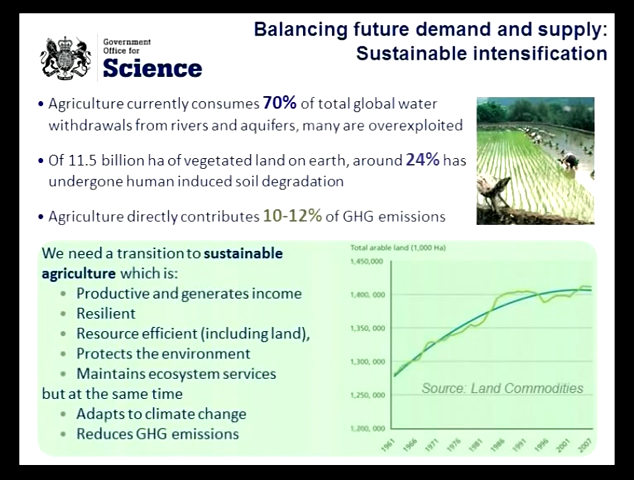 Government
Office for
Science
Balancing future demand and supply:
Sustainable intensification
• Agriculture currently consumes 70% of total global water
withdrawals from rivers and aquifers, many are overexploited
• Of 11.5 billion ha of vegetated land on earth, around 24% has
undergone human induced soil degradation
• Agriculture directly contributes 10-12% of GHG emissions
We need a transition to sustainable
agriculture which is:
• Productive and generates income
• Resilient
• Resource efficient (including land),
• Protects the environment
• Maintains ecosystem services
but at the same time
• Adapts to climate change
• Reduces GHG emissions
Total arable land (1,000 Ha)
1,450,000
1,400,000
1,350,000
1,300,000
1,250,000
1,200,000
Source: Land Commodities
1961 1966 1971 1976 1981 1986 1991 1996 2001 2007